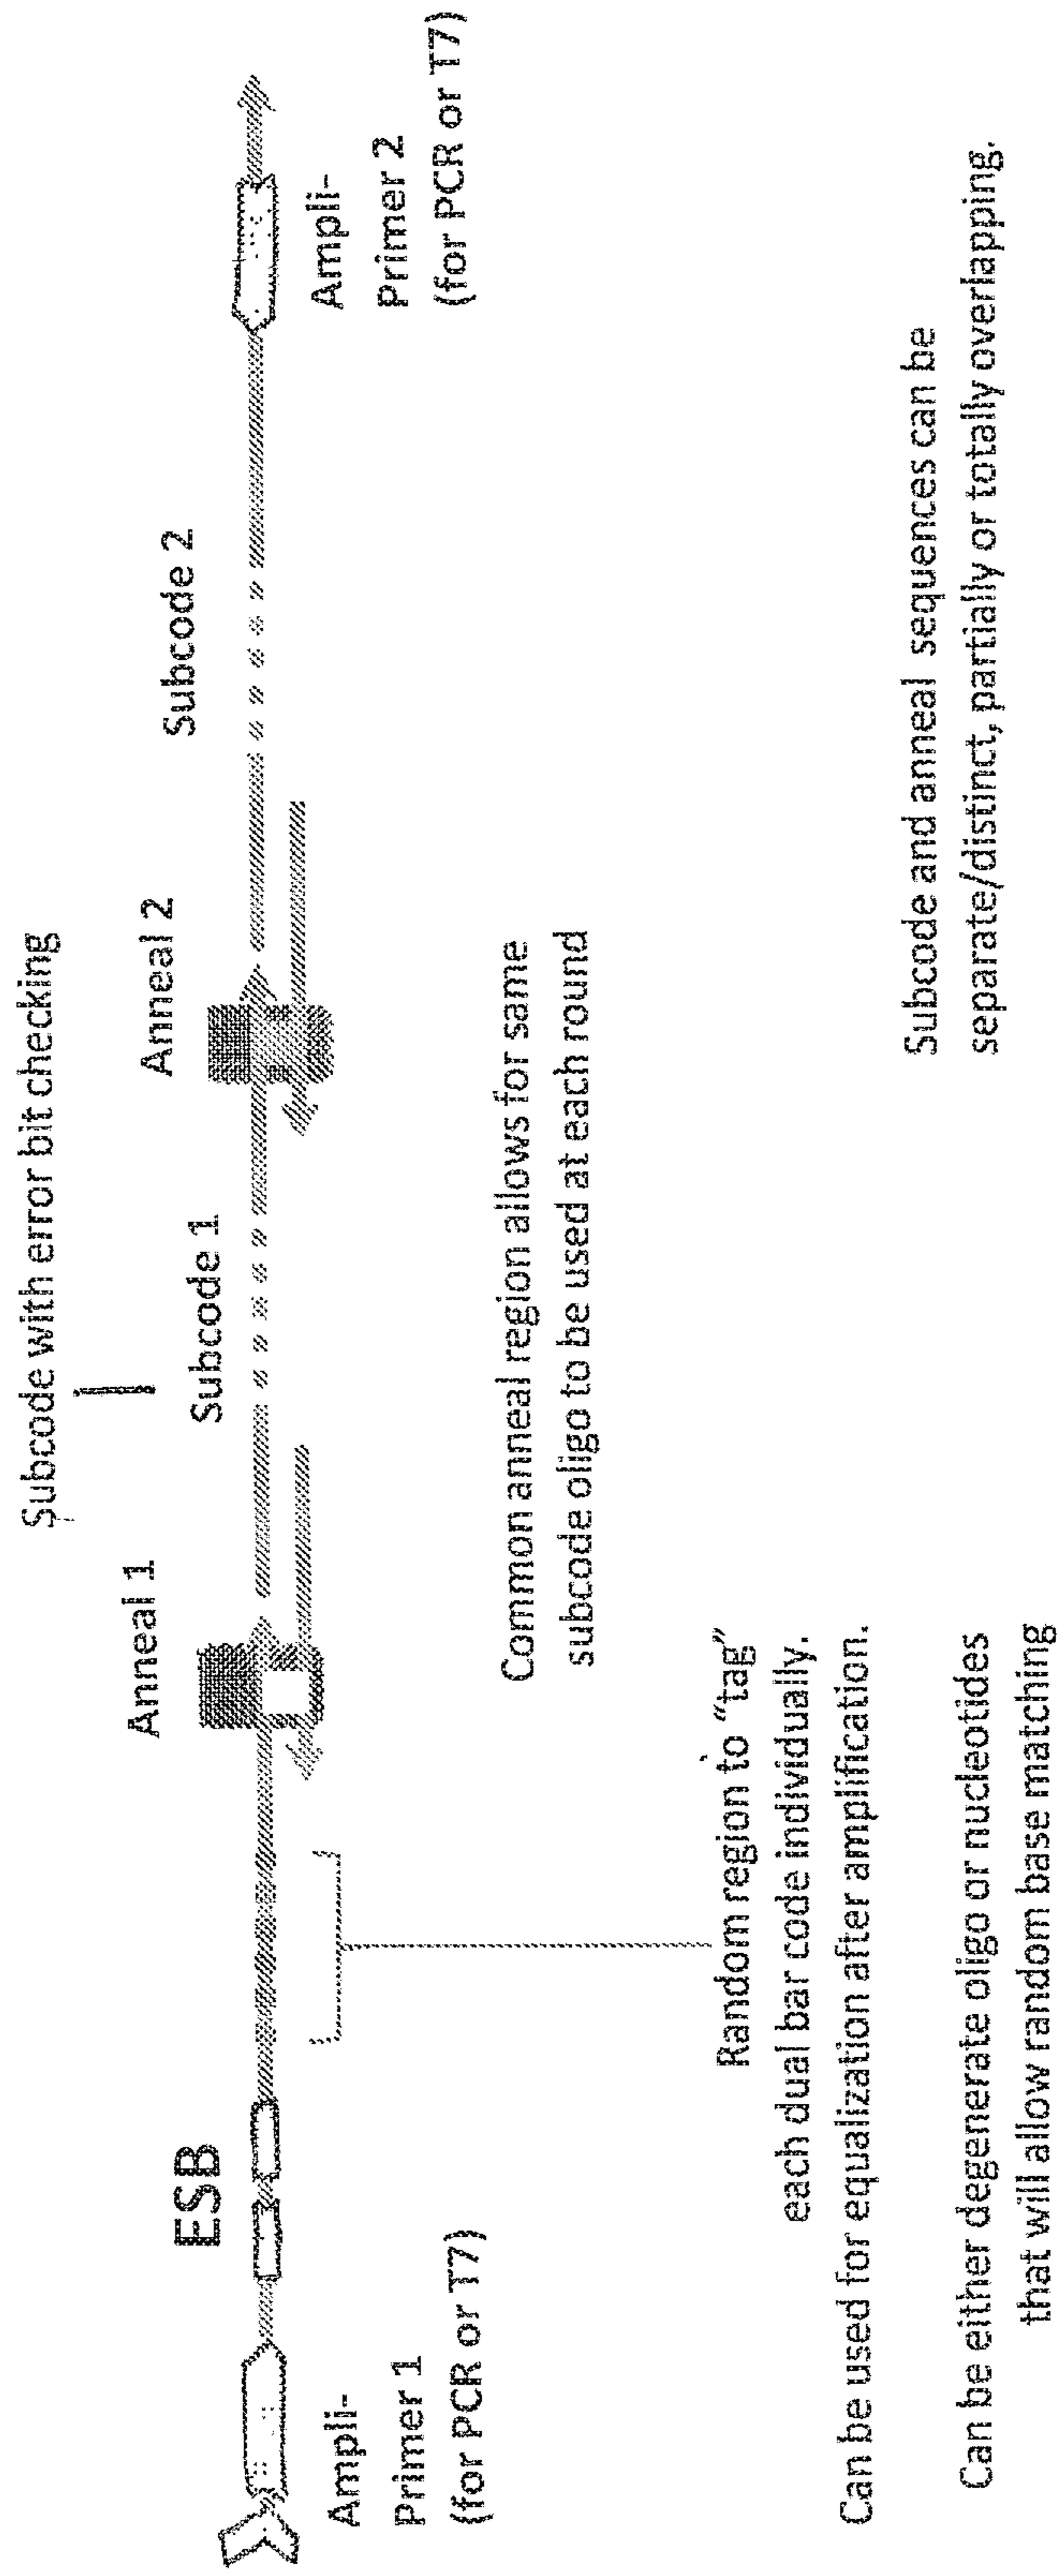 Subcode with error bit checking
Anneal 1
Anneal 2
Subcode 1
Subcode 2
ESB
Ampli-
Primer 1
(for PCR or T7)
Ampli-
Primer 2
(for PCR or T7)
Common anneal region allows for same
subcode oligo to be used at each round
Random region to “tag”
each dual bar code individually.
Can be used for equalization after amplification.
Can be either degenerate oligo or nucleotides
that will allow random base matching
Subcode and anneal sequences can be
separate/distinct, partially or totally overlapping.